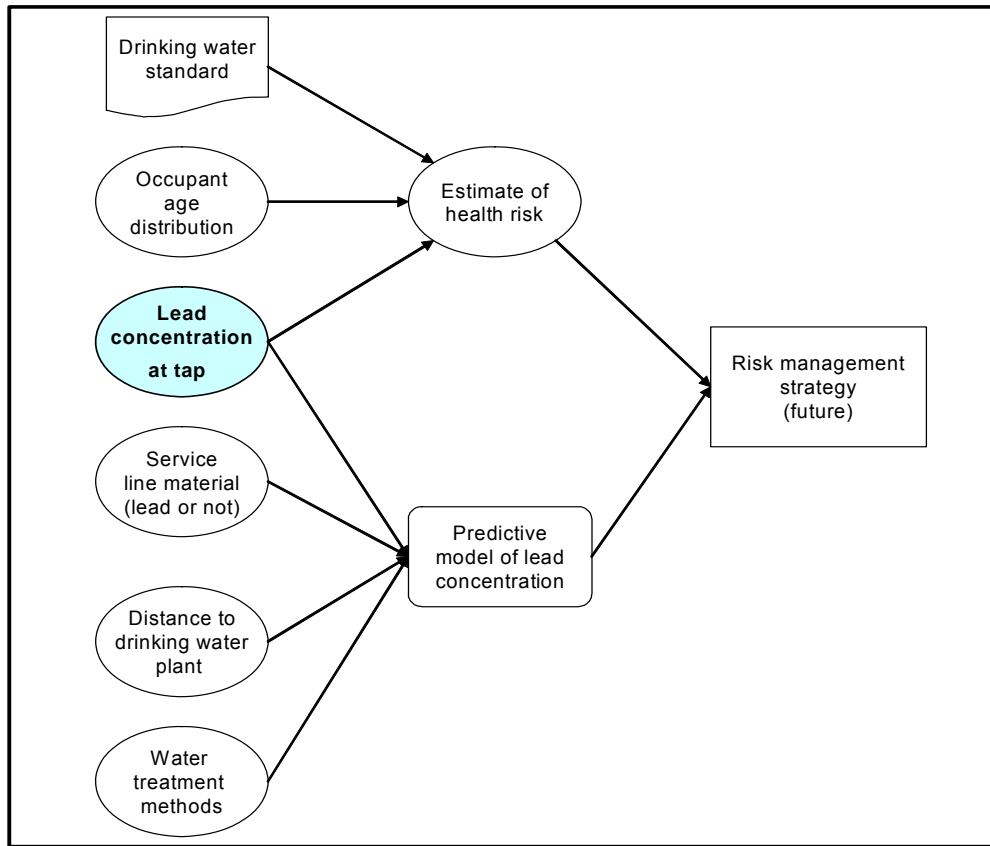 Drinking water
standard
Occupant
age
distribution
Estimate of
health risk
Lead
concentration
at tap
Risk management
strategy
(future)
Service
line material
(lead or not)
Predictive
model of lead
concentration
Distance to
drinking water
plant
Water
treatment
methods